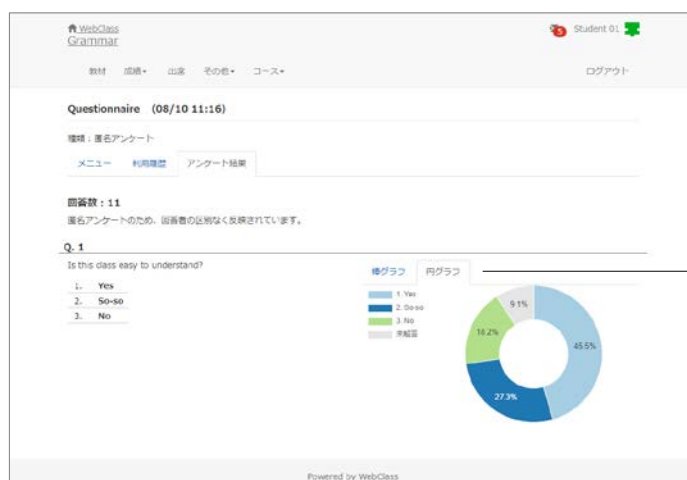 WebClass
Grammar
5
Student 01
教材 成績 出席 その他 コース
ログアウト
Questionnaire (08/10 11:16)
種類：匿名アンケート
メニュー 利用履歴 アンケート結果
回答数：11
匿名アンケートのため、回答者の区別なく反映されています。
Q. 1
Is this class easy to understand?
1. Yes
2. So-so
3. No
棒グラフ 円グラフ
1. Yes
2. So-so
3. No
未解答
9.1%
18.2%
45.5%
27.3%
Powered by WebClass